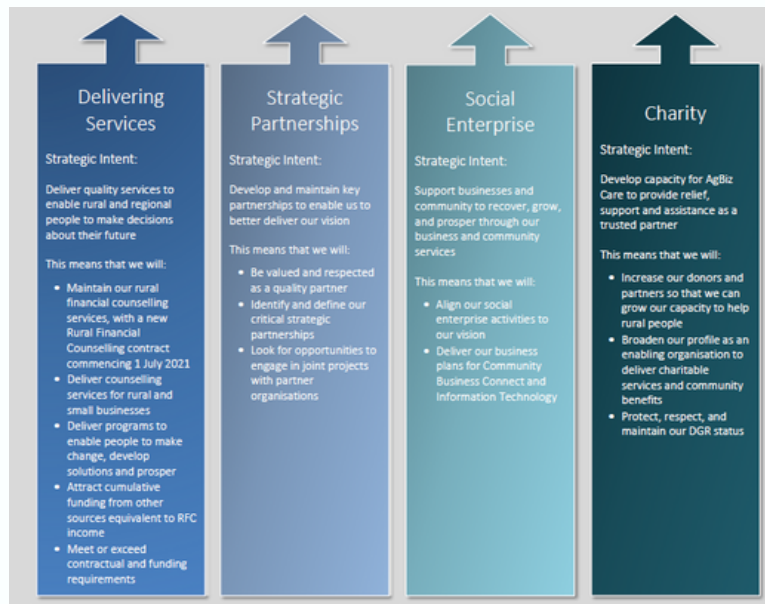 Delivering
Services
Strategic Intent:
Deliver quality services to
enable rural and regional
people to make decisions
about their future
This means that we will:
• Maintain our rural
financial counselling
services, with a new
Rural Financial
Counselling contract
commencing 1 July 2021
• Deliver counselling
services for rural and
small businesses
• Deliver programs to
enable people to make
change, develop
solutions and prosper
• Attract cumulative
funding from other
sources equivalent to RFC
income
• Meet or exceed
contractual and funding
requirements
Strategic
Partnerships
Strategic Intent:
Develop and maintain key
partnerships to enable us to
better deliver our vision
This means that we will:
• Be valued and respected
as a quality partner
• Identify and define our
critical strategic
partnerships
• Look for opportunities to
engage in joint projects
with partner
organisations
Social
Enterprise
Strategic Intent:
Support businesses and
community to recover, grow,
and prosper through our
business and community
services
This means that we will:
• Align our social
enterprise activities to
our vision
• Deliver our business
plans for Community
Business Connect and
Information Technology
Charity
Strategic Intent:
Develop capacity for AgBiz
Care to provide relief,
support and assistance as a
trusted partner
This means that we will:
• Increase our donors and
partners so that we can
grow our capacity to help
rural people
• Broaden our profile as an
enabling organisation to
deliver charitable
services and community
benefits
• Protect, respect, and
maintain our DGR status